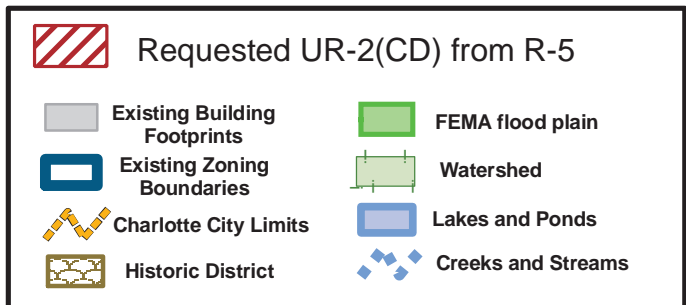 Requested UR-2(CD) from R-5
Existing Building
Footprints
Existing Zoning
Boundaries
Charlotte City Limits
Historic District
FEMA flood plain
Watershed
Lakes and Ponds
Creeks and Streams